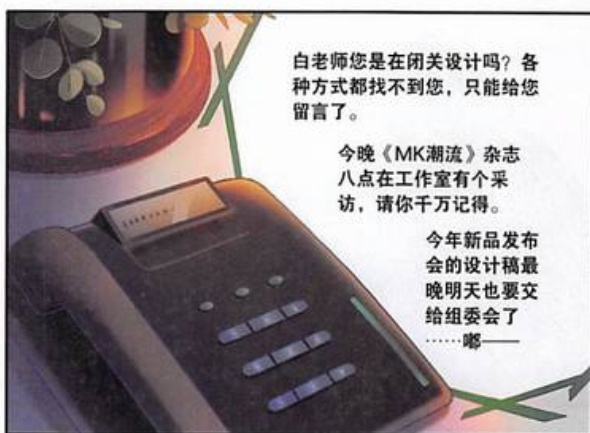 白老师您是在闭关设计吗？各
种方式都找不到您，只能给您
留言了。
今晚《MK潮流》杂志
八点在工作室有个采
访，请你千万记得。
今年新品发布
会的设计稿最
晚明天也要交
给组委会了
……嘟——